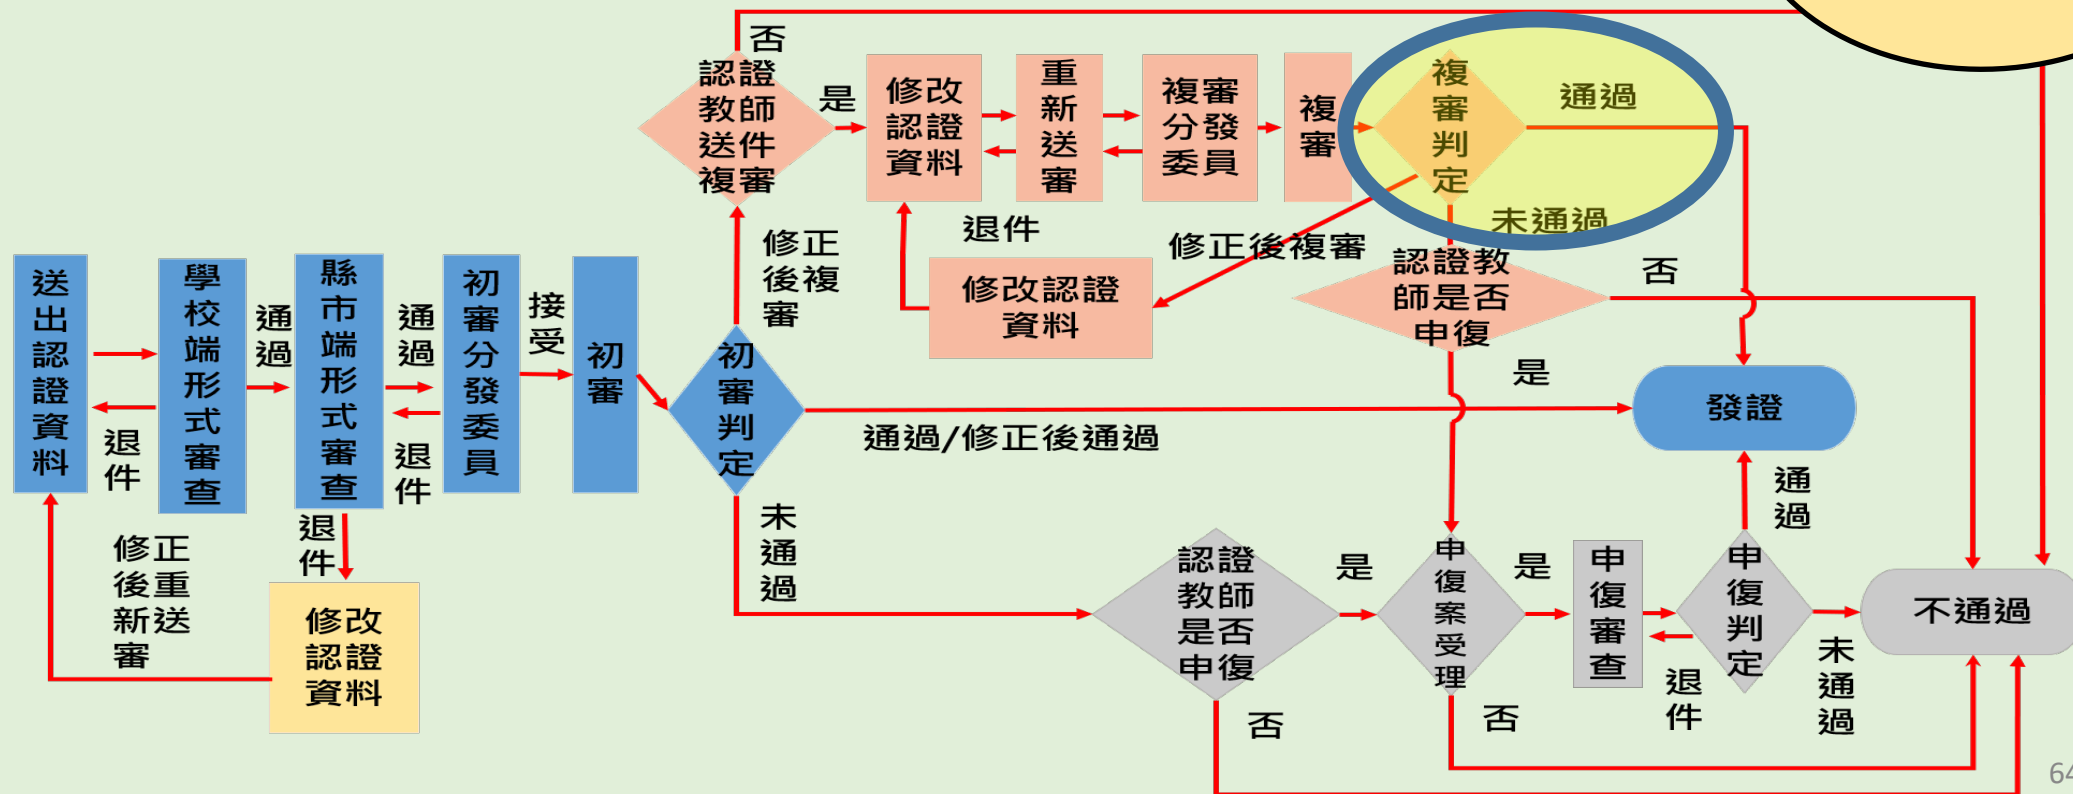 否
認證
教師
送件
複審
是
修改
認證
資料
重
新
送
審
複審
分發
委員
複
審
複
審
判
定
通過
未通過
退件
修正後複審
修改認證
資料
修正
後複
審
認證教
師是否
申復
否
是
送
出
認
證
資
料
退
件
學
校
端
形
式
審
查
通
過
縣
市
端
形
式
審
查
通
過
退
件
初
審
分
發
委
員
接
受
初
審
初
審
判
定
通過/修正後通過
發證
退
件
修正
後重
新送
審
修改
認證
資料
未
通
過
認證
教師
是否
申復
是
否
申
復
案
受
理
是
否
申
復
審
查
申
復
判
定
通
過
退
件
未
通
過
不通過
64